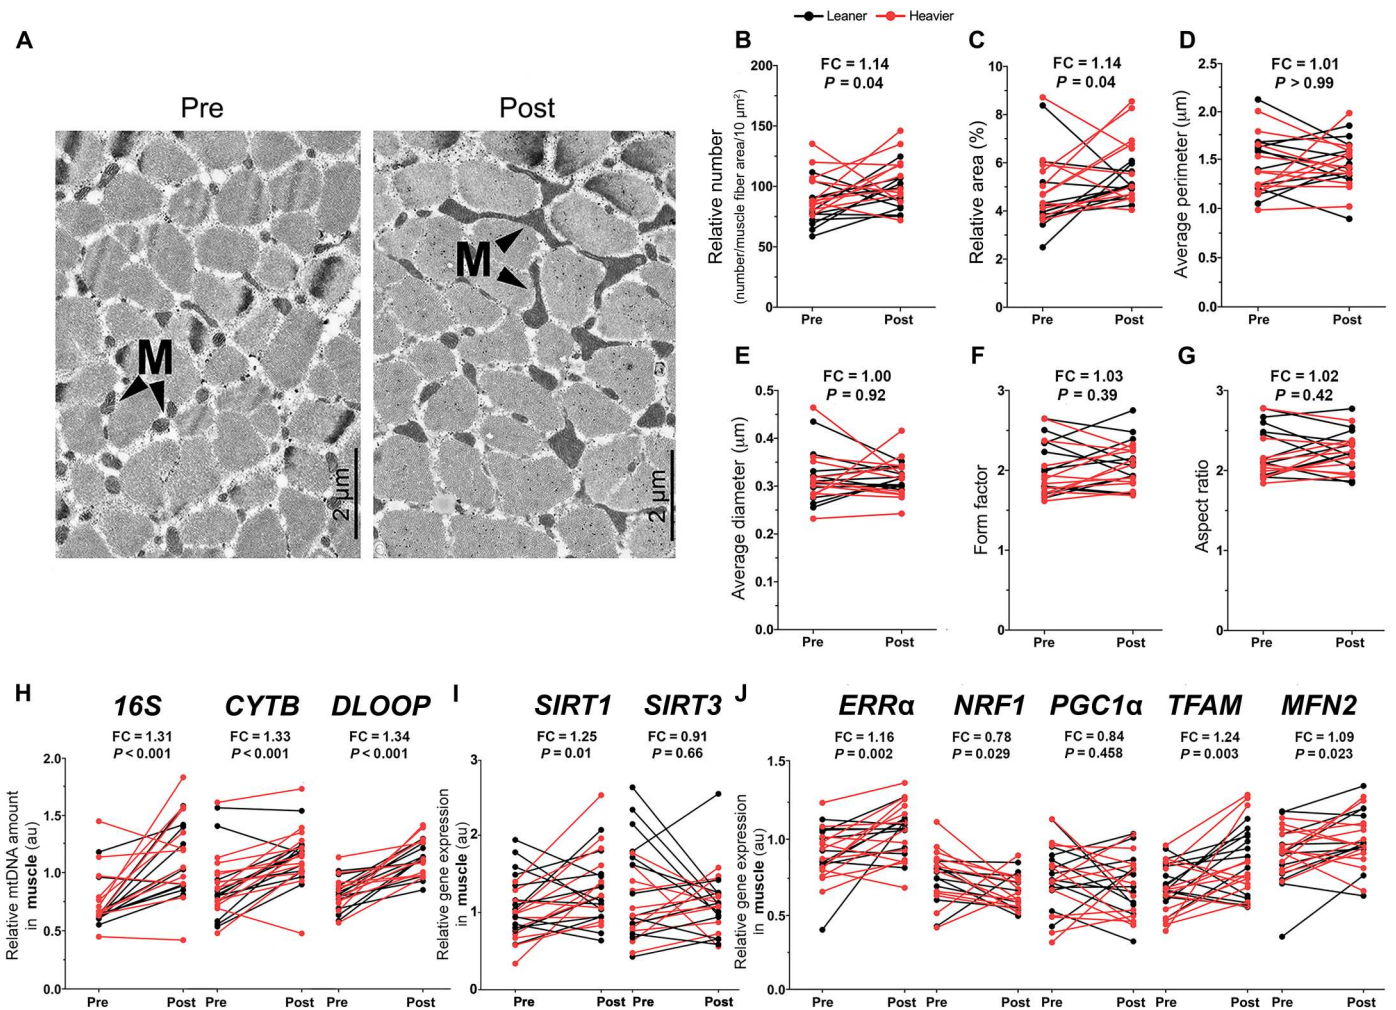 Leaner Heavier
A
Pre Post
M
M
2 μm
2 μm
B
FC = 1.14
P = 0.04
Relative number
(number/muscle fiber area/10 μm²)
200
150
100
50
0
Pre Post
C
FC = 1.14
P = 0.04
Relative area (%)
10
8
6
4
2
0
Pre Post
D
FC = 1.01
P > 0.99
Average perimeter (μm)
2.5
2.0
1.5
1.0
0.5
0.0
Pre Post
E
FC = 1.00
P = 0.92
Average diameter (μm)
0.5
0.4
0.3
0.2
0.1
0.0
Pre Post
F
FC = 1.03
P = 0.39
Form factor
3
2
1
0
Pre Post
G
FC = 1.02
P = 0.42
Aspect ratio
3
2
1
0
Pre Post
H
16S CYTB DLOOP
FC = 1.31 FC = 1.33 FC = 1.34
P < 0.001 P < 0.001 P < 0.001
Relative mtDNA amount
in muscle (au)
2.0
1.5
1.0
0.5
0.0
Pre Post Pre Post Pre Post
I
SIRT1 SIRT3
FC = 1.25 FC = 0.91
P = 0.01 P = 0.66
Relative gene expression
in muscle (au)
3
2
1
0
Pre Post Pre Post
J
ERRα NRF1 PGC1α TFAM MFN2
FC = 1.16 FC = 0.78 FC = 0.84 FC = 1.24 FC = 1.09
P = 0.002 P = 0.029 P = 0.458 P = 0.003 P = 0.023
Relative gene expression
in muscle (au)
1.5
1.0
0.5
0.0
Pre Post Pre Post Pre Post Pre Post Pre Post